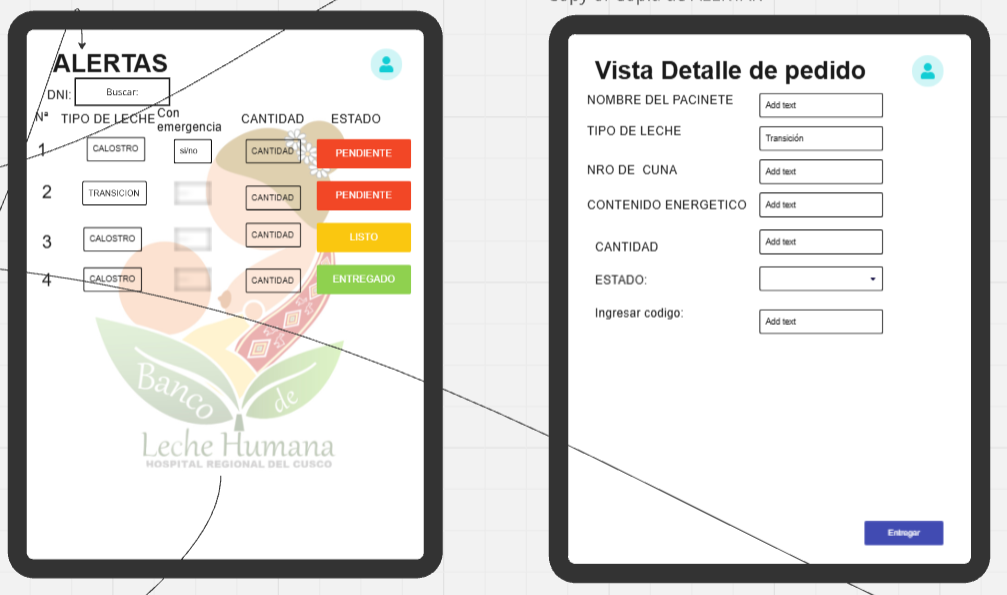 ALERTAS
DNI: Buscar:
Nª TIPO DE LECHE Con emergencia CANTIDAD ESTADO
1 CALOSTRO si/no CANTIDAD PENDIENTE
2 TRANSICION CANTIDAD PENDIENTE
3 CALOSTRO CANTIDAD LISTO
4 CALOSTRO CANTIDAD ENTREGADO
Banco de
Leche Humana
HOSPITAL REGIONAL DEL CUSCO
Vista Detalle de pedido
NOMBRE DEL PACINETE Add text
TIPO DE LECHE Transición
NRO DE CUNA Add text
CONTENIDO ENERGETICO Add text
CANTIDAD Add text
ESTADO:
Ingresar codigo: Add text
Entregar